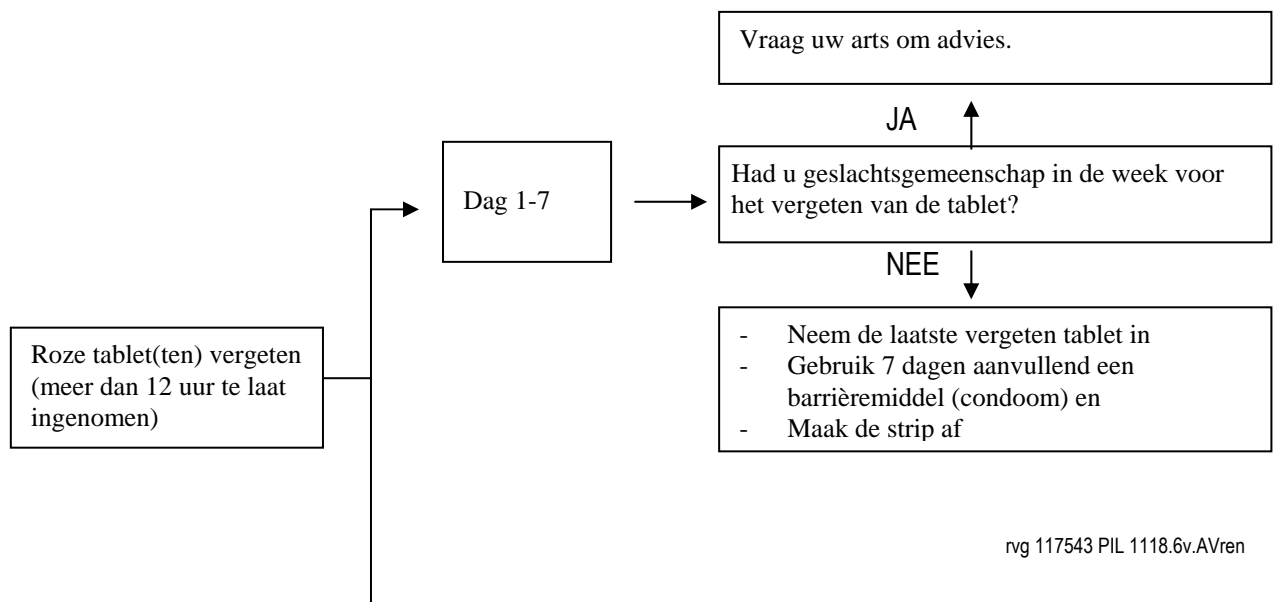 Vraag uw arts om advies.
JA
Dag 1-7
Had u geslachtsgemeenschap in de week voor
het vergeten van de tablet?
NEE
Roze tablet(ten) vergeten
(meer dan 12 uur te laat
ingenomen)
- Neem de laatste vergeten tablet in
- Gebruik 7 dagen aanvullend een
barrièremiddel (condoom) en
- Maak de strip af
rvg 117543 PIL 1118.6v.AVren